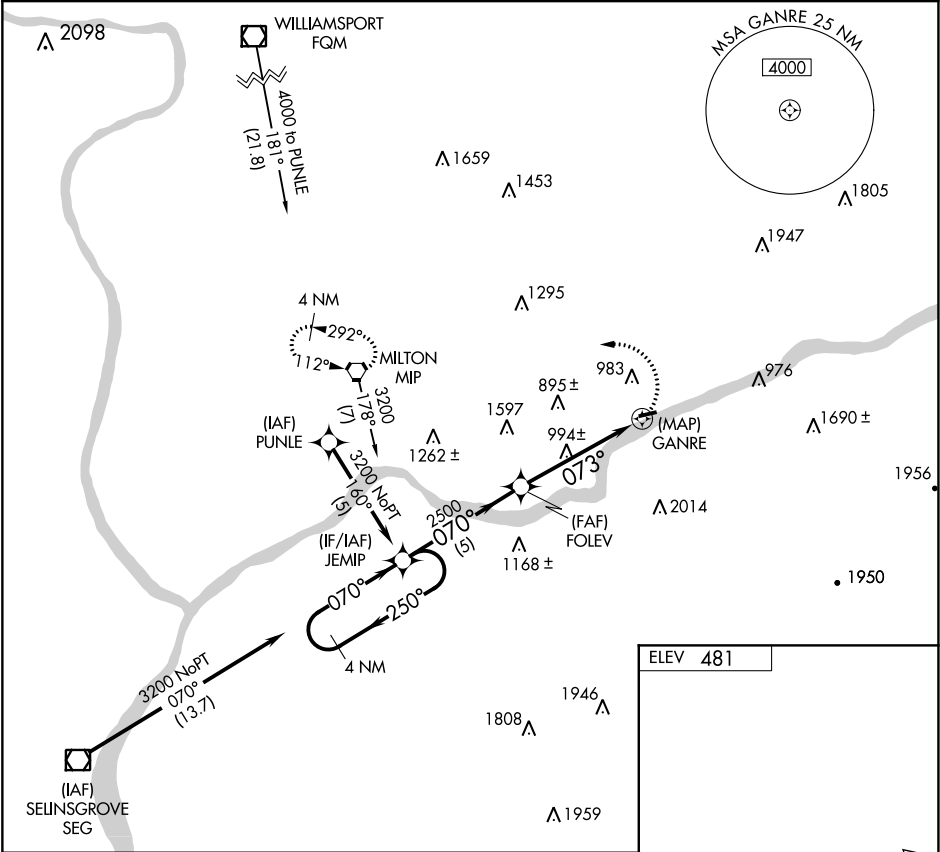 2098
WILLIAMSPORT
FQM
4000 to PUNLE
181°
(21.8)
MSA GANRE 25 NM
4000
1659
1453
1805
1947
1295
4 NM
292°
112°
MILTON
MIP
3200
178°
(7)
983
976
895 ±
1597
994±
1262 ±
1690 ±
(IAF)
PUNLE
(MAP)
GANRE
073°
3200 NoPT
160°
(5)
2500
070°
(5)
1956
2014
(FAF)
FOLEV
(IF/IAF)
JEMIP
1168 ±
1950
070°
250°
4 NM
3200 NoPT
070°
(13.7)
ELEV 481
1946
1808
(IAF)
SELINSGROVE
SEG
1959